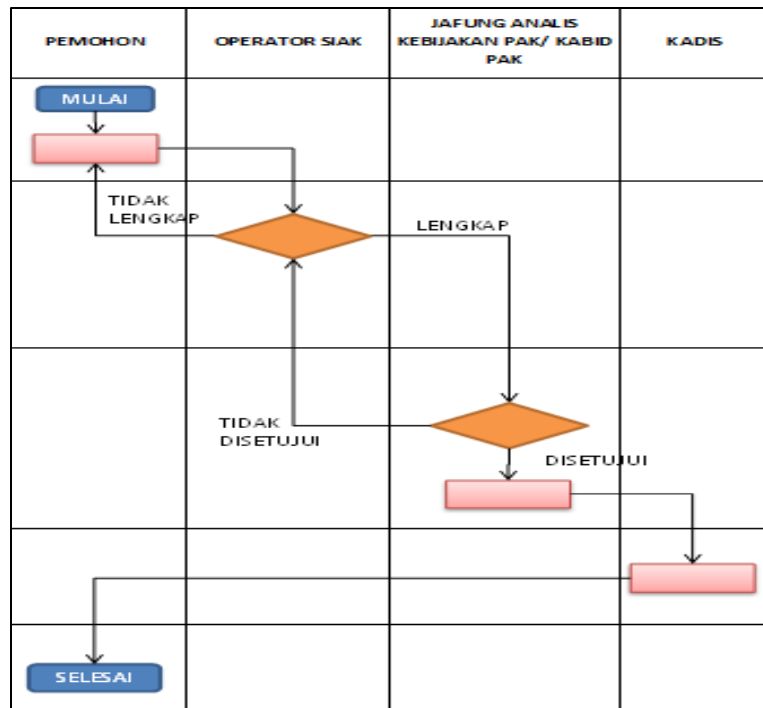 PEMOHON
OPERATOR SIAK
JAFUNG ANALIS
KEBIJAKAN PAK/ KABID
PAK
KADIS
MULAI
TIDAK
LENGKAP
LENGKAP
TIDAK
DISETUJUI
DISETUJUI
SELESAI